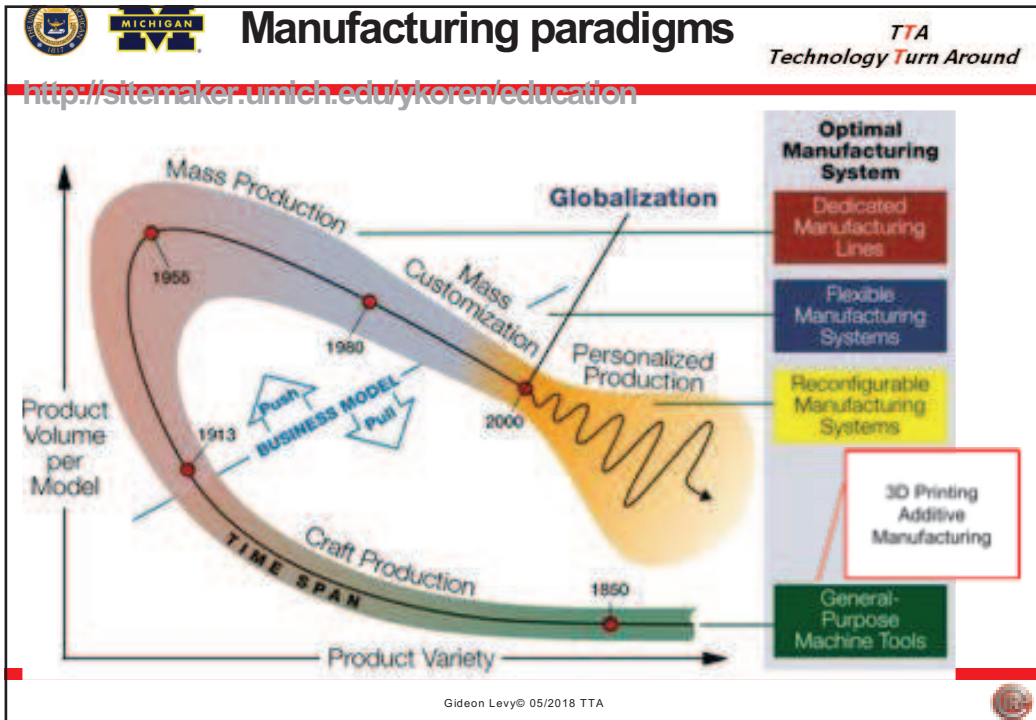 MICHIGAN
1817
Manufacturing paradigms
TTA
Technology Turn Around
http://sitemaker.umich.edu/ykoren/education
Optimal
Manufacturing
System
Mass Production
Globalization
Dedicated
Manufacturing
Lines
1955
Mass
Customization
Flexible
Manufacturing
Systems
1980
Personalized
Production
Reconfigurable
Manufacturing
Systems
Push
BUSINESS MODEL
Pull
2000
Product
Volume
per
Model
1913
3D Printing
Additive
Manufacturing
Craft Production
TIME SPAN
1850
General-
Purpose
Machine Tools
Product Variety
Gideon Levy© 05/2018 TTA